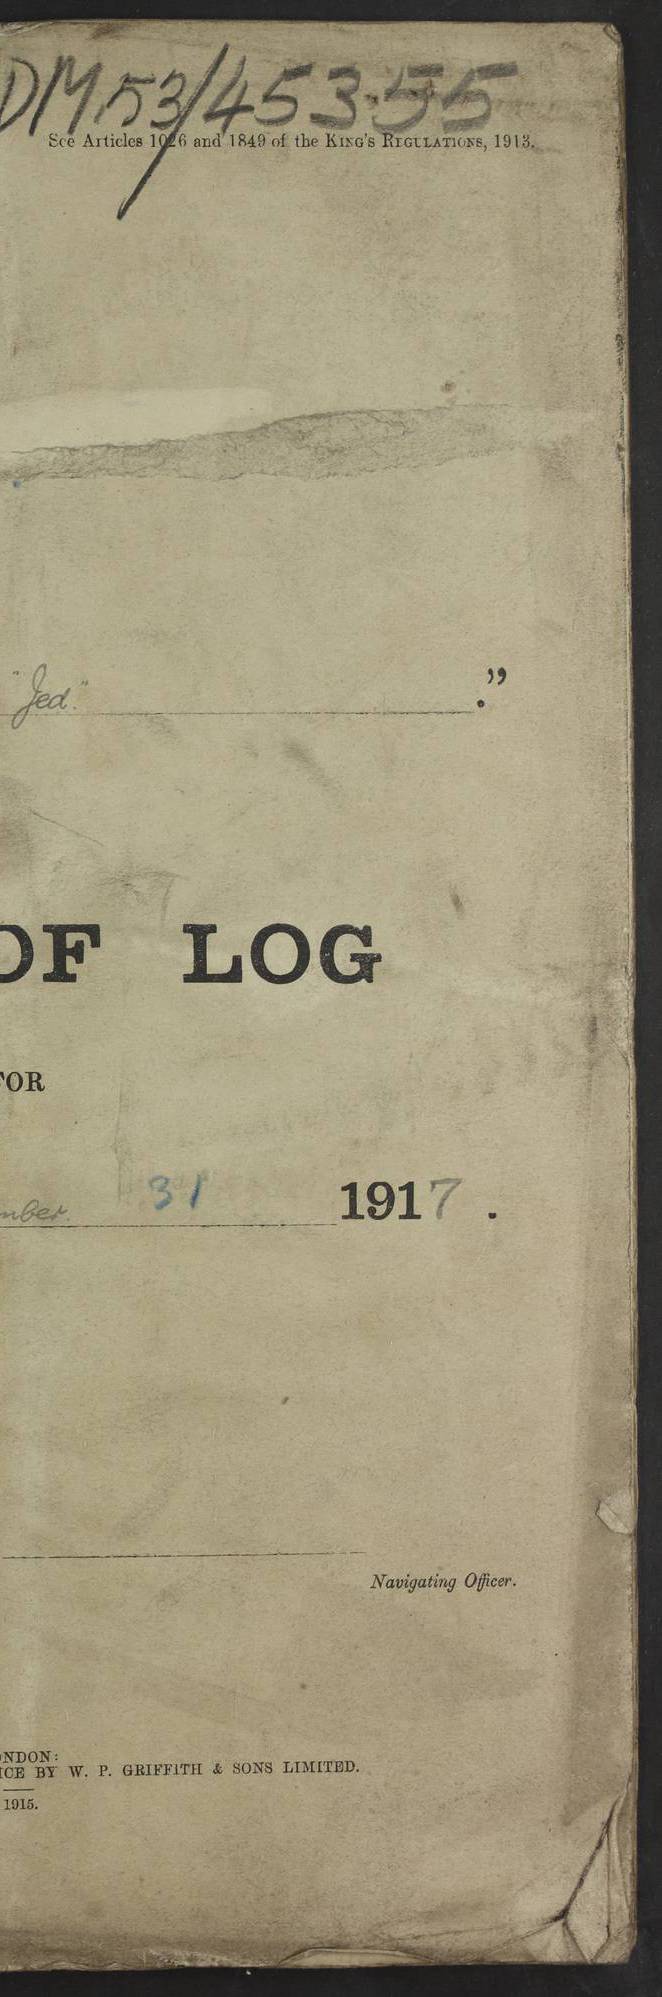 DM 53/45355
See Articles 1026 and 1849 of the KING'S REGULATIONS, 1913.
"Jed." ."
OF LOG
FOR
mber. 31 1917 .
Navigating Officer.
ONDON:
ICE BY W. P. GRIFFITH & SONS LIMITED.
1915.